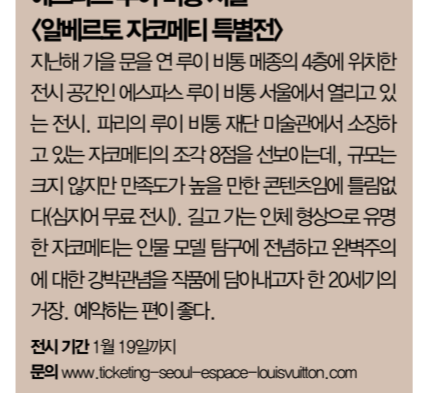 에스파스 루이 비통 서울
<알베르토 자코메티 특별전>
지난해 가을 문을 연 루이 비통 메종의 4층에 위치한
전시 공간인 에스파스 루이 비통 서울에서 열리고 있
는 전시. 파리의 루이 비통 재단 미술관에서 소장하
고 있는 자코메티의 조각 8점을 선보이는데, 규모는
크지 않지만 만족도가 높을 만한 콘텐츠임에 틀림없
다(심지어 무료 전시). 길고 가는 인체 형상으로 유명
한 자코메티는 인물 모델 탐구에 전념하고 완벽주의
에 대한 강박관념을 작품에 담아내고자 한 20세기의
거장. 예약하는 편이 좋다.
전시 기간 1월 19일까지
문의 www.ticketing-seoul-espace-louisvuitton.com